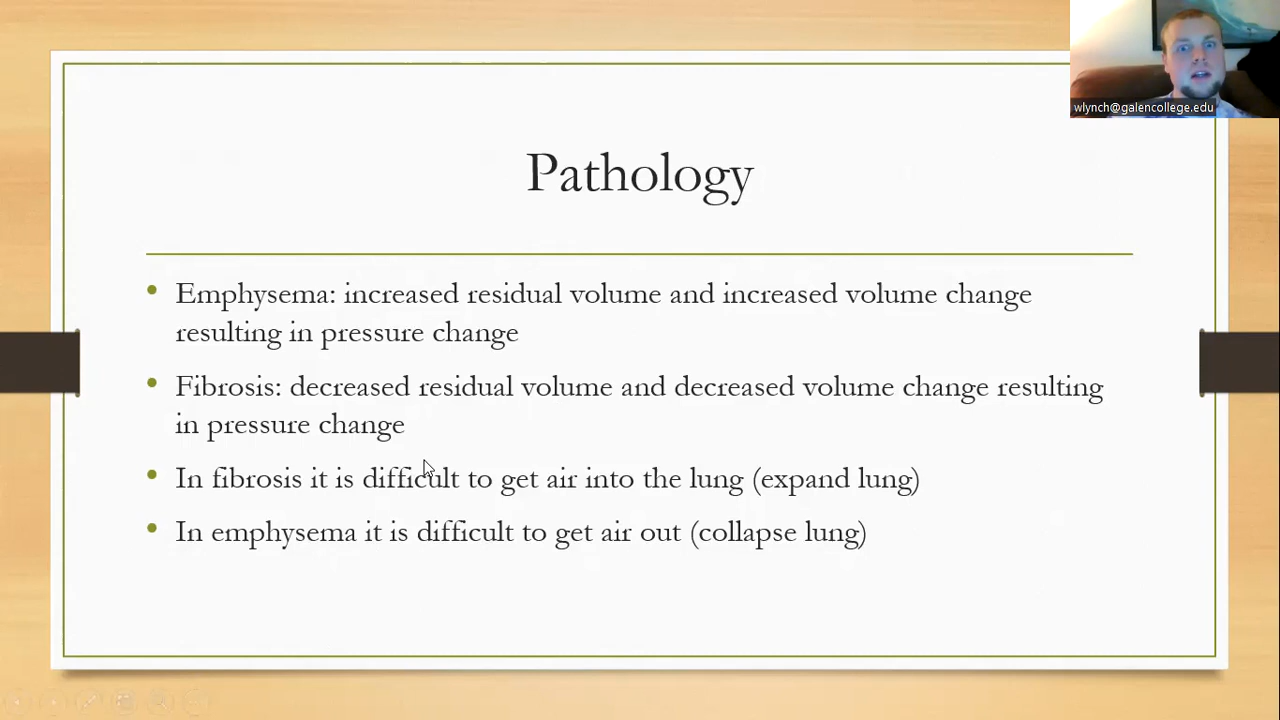 wlynch@galencollege.edu
Pathology
• Emphysema: increased residual volume and increased volume change
resulting in pressure change
• Fibrosis: decreased residual volume and decreased volume change resulting
in pressure change
• In fibrosis it is difficult to get air into the lung (expand lung)
• In emphysema it is difficult to get air out (collapse lung)